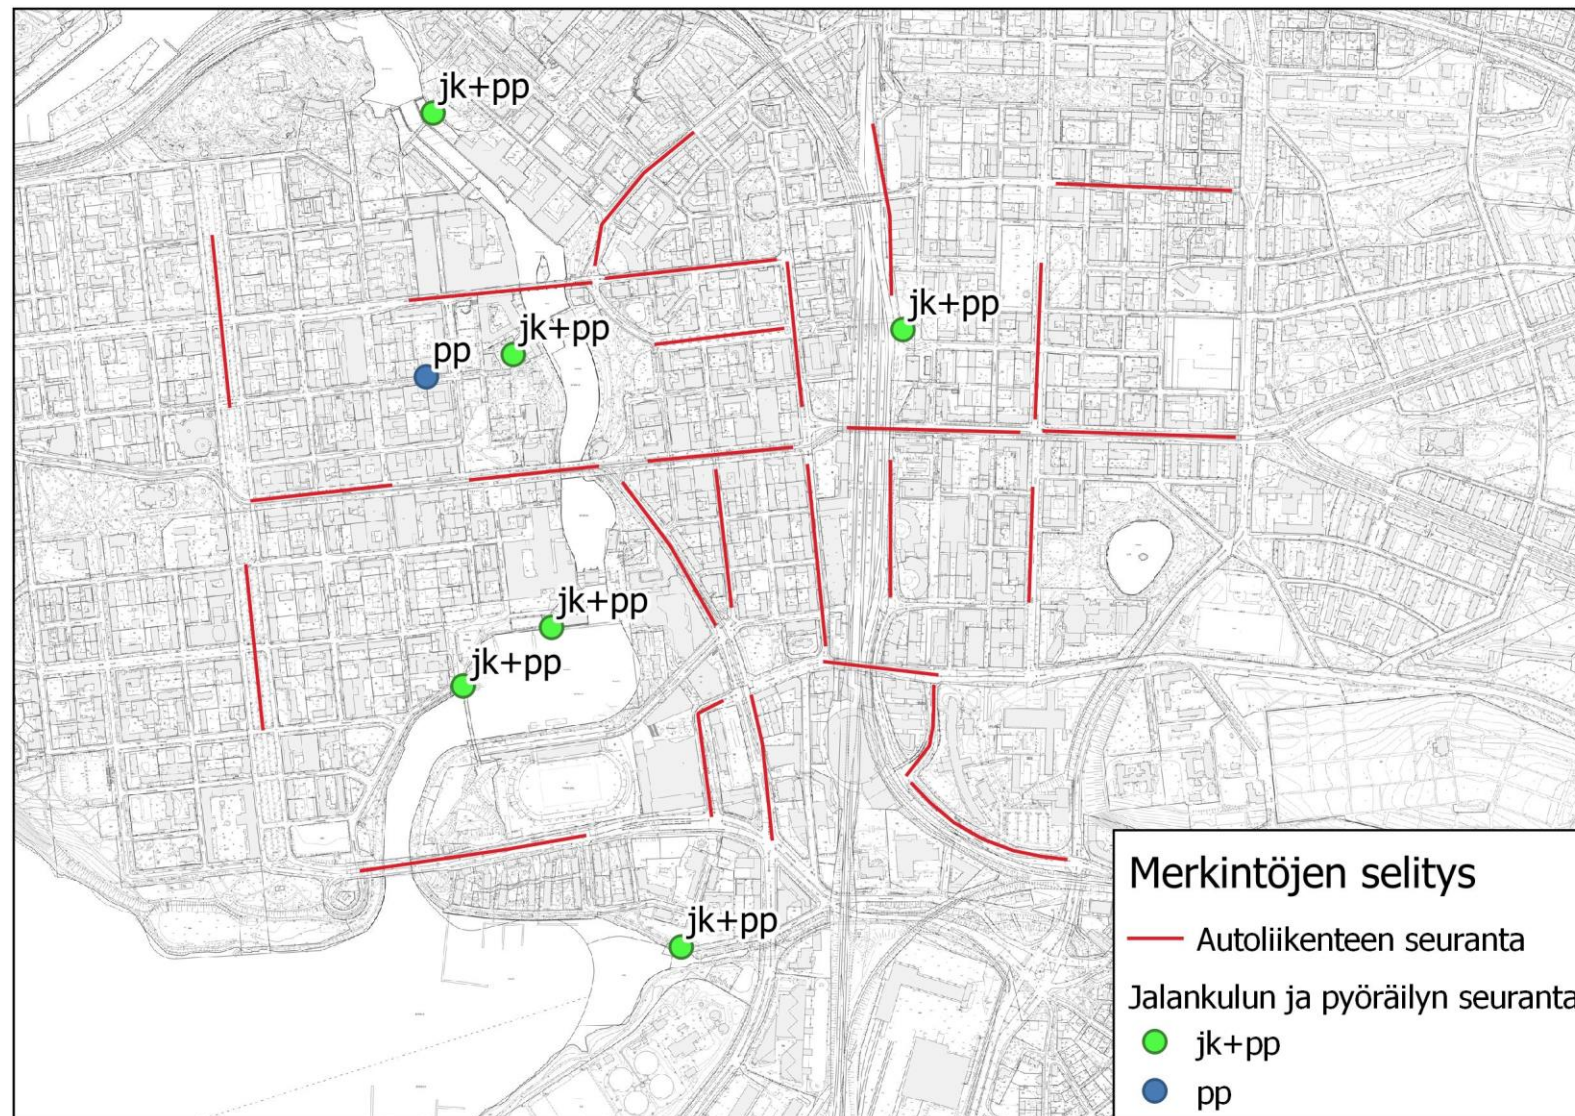 jk+pp
jk+pp
jk+pp
pp
jk+pp
jk+pp
jk+pp
Merkintöjen selitys
Autoliikenteen seuranta
Jalankulun ja pyöräilyn seuranta
jk+pp
pp